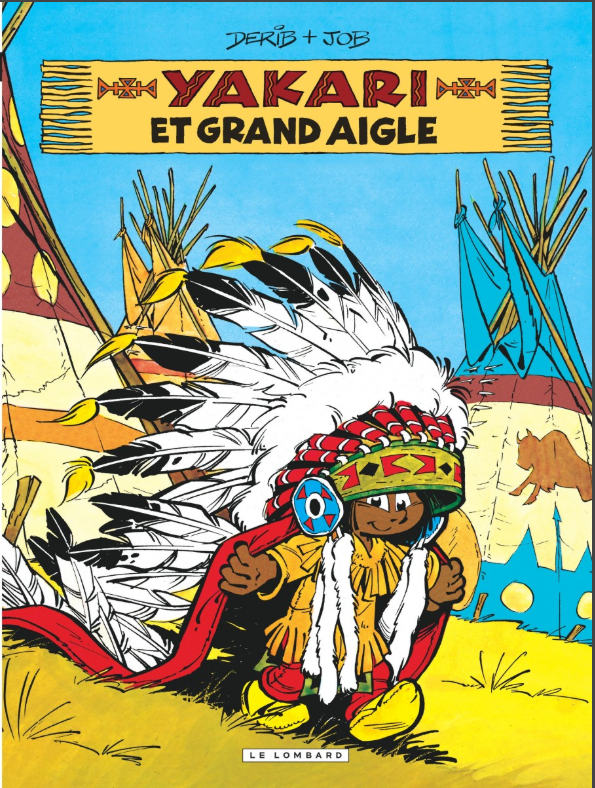 DERIB + JOB
YAKARI
ET GRAND AIGLE
LE LOMBARD